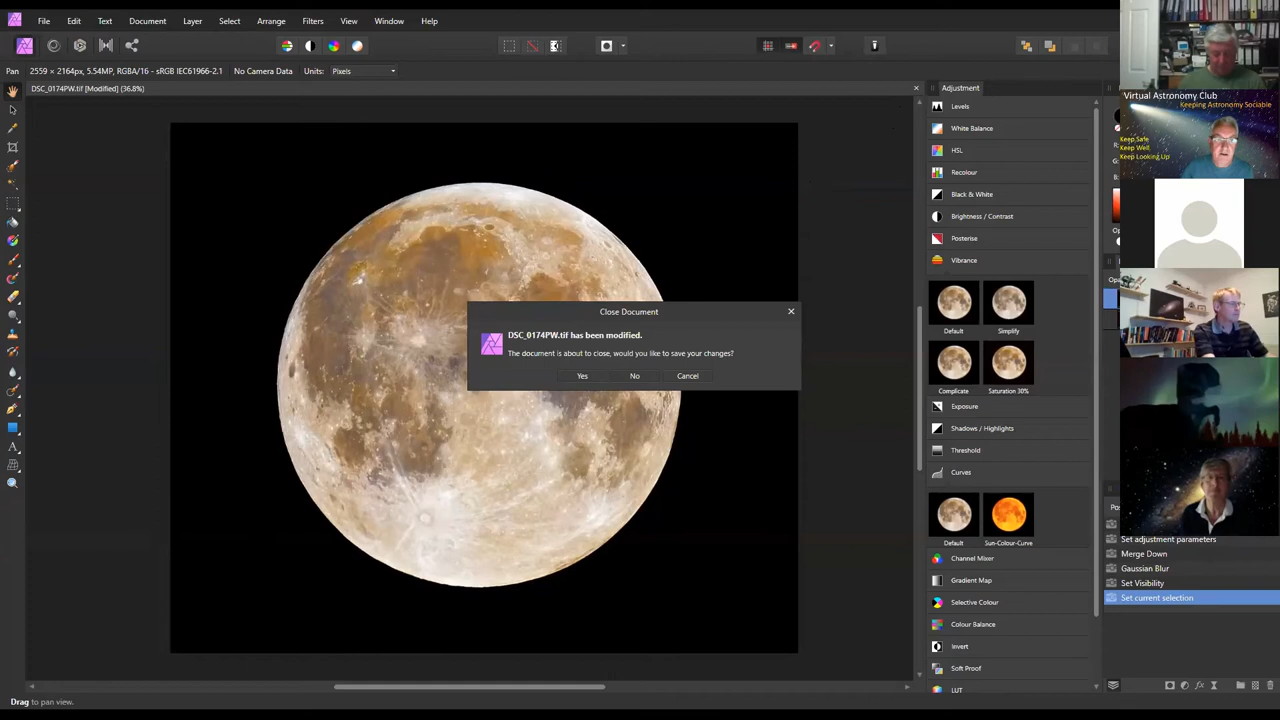 File Edit Text Document Layer Select Arrange Filters View Window Help
Pan 2559 × 2164px, 5.54MP, RGBA/16 - sRGB IEC61966-2.1 No Camera Data Units: Pixels
DSC_0174PW.tif [Modified] (36.8%)
Adjustment
Levels
White Balance
HSL
Recolour
Black & White
Brightness / Contrast
Posterise
Vibrance
Default Simplify
Complicate Saturation 30%
Exposure
Shadows / Highlights
Threshold
Curves
Default Sun-Colour-Curve
Channel Mixer
Gradient Map
Selective Colour
Colour Balance
Invert
Soft Proof
LUT
Close Document
DSC_0174PW.tif has been modified.
The document is about to close, would you like to save your changes?
Yes No Cancel
Virtual Astronomy Club
Keeping Astronomy Sociable
Keep Safe
Keep Well
Keep Looking Up
Set adjustment parameters
Merge Down
Gaussian Blur
Set Visibility
Set current selection
Drag to pan view.